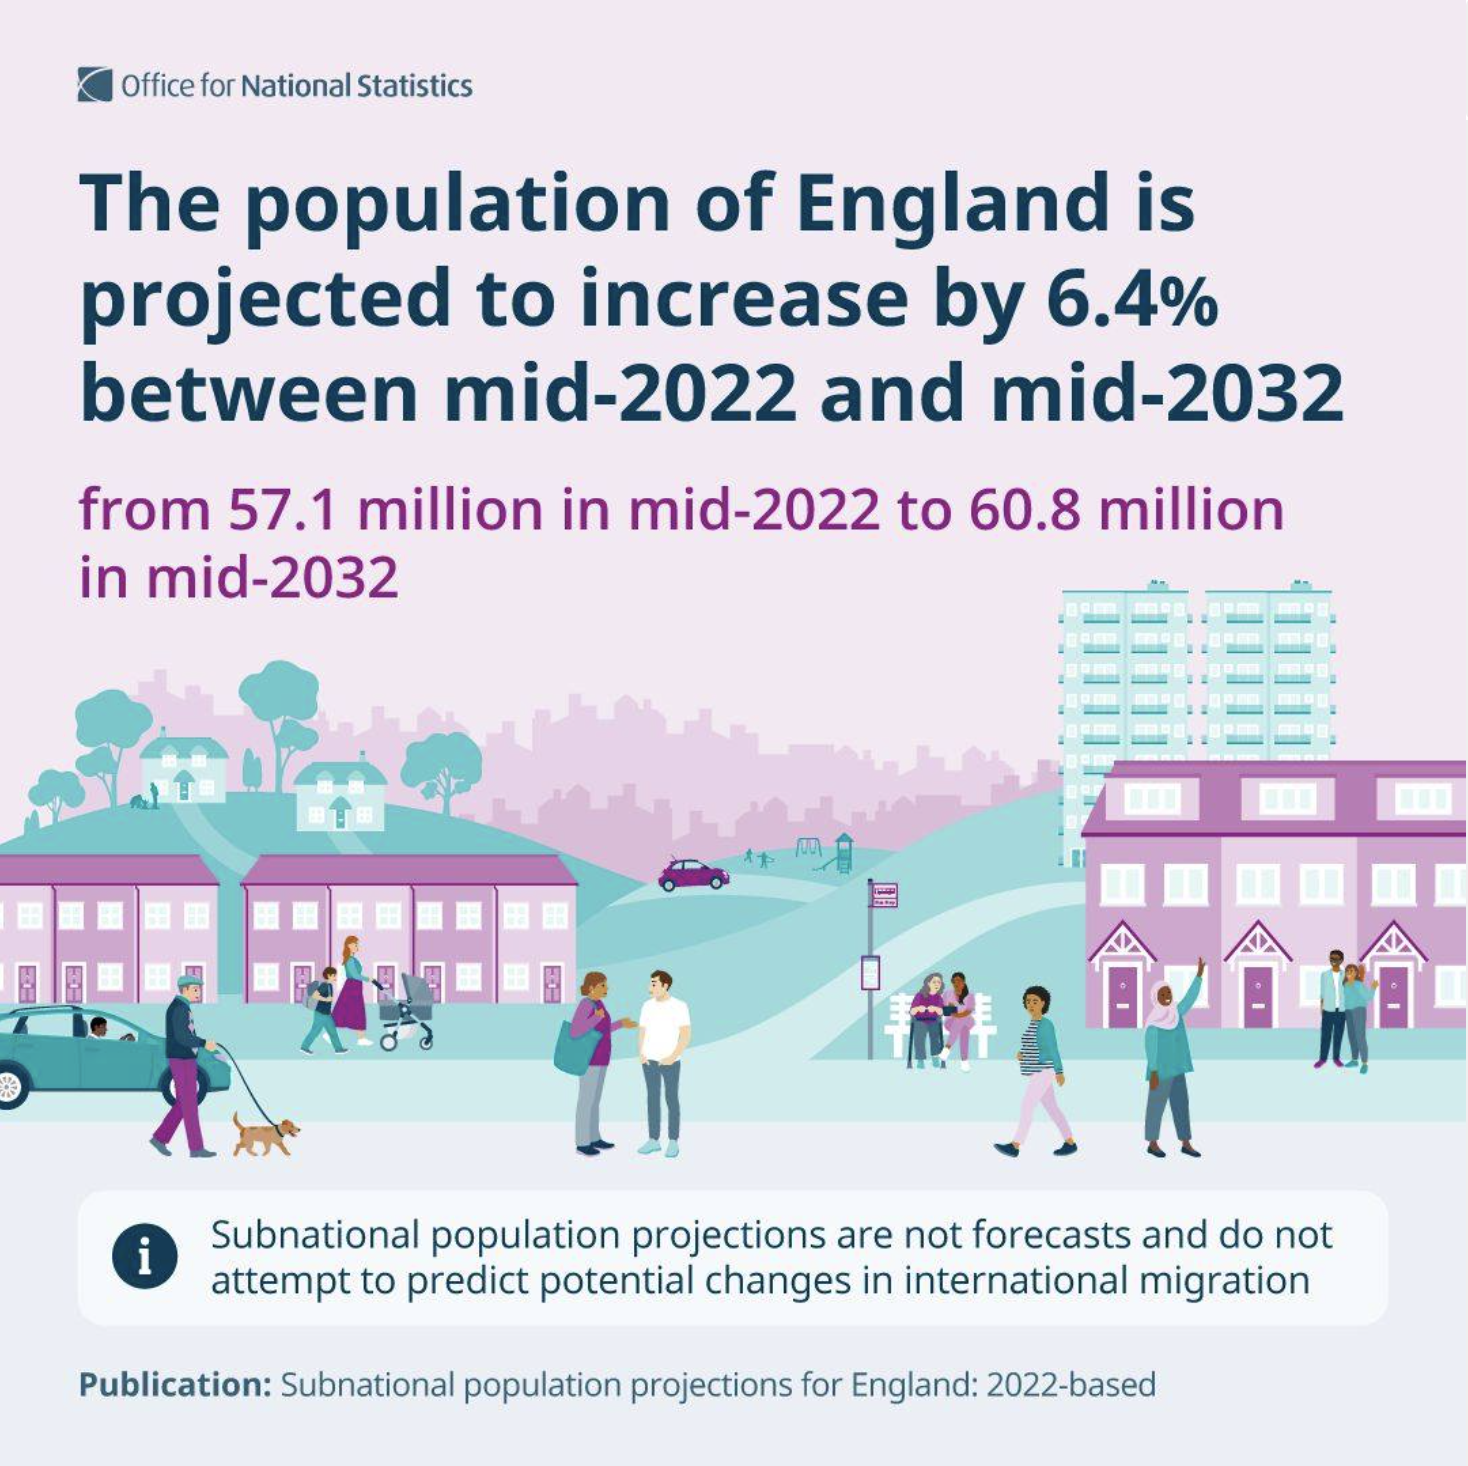 Office for National Statistics
The population of England is
projected to increase by 6.4%
between mid-2022 and mid-2032
from 57.1 million in mid-2022 to 60.8 million
in mid-2032
Subnational population projections are not forecasts and do not
attempt to predict potential changes in international migration
Publication: Subnational population projections for England: 2022-based